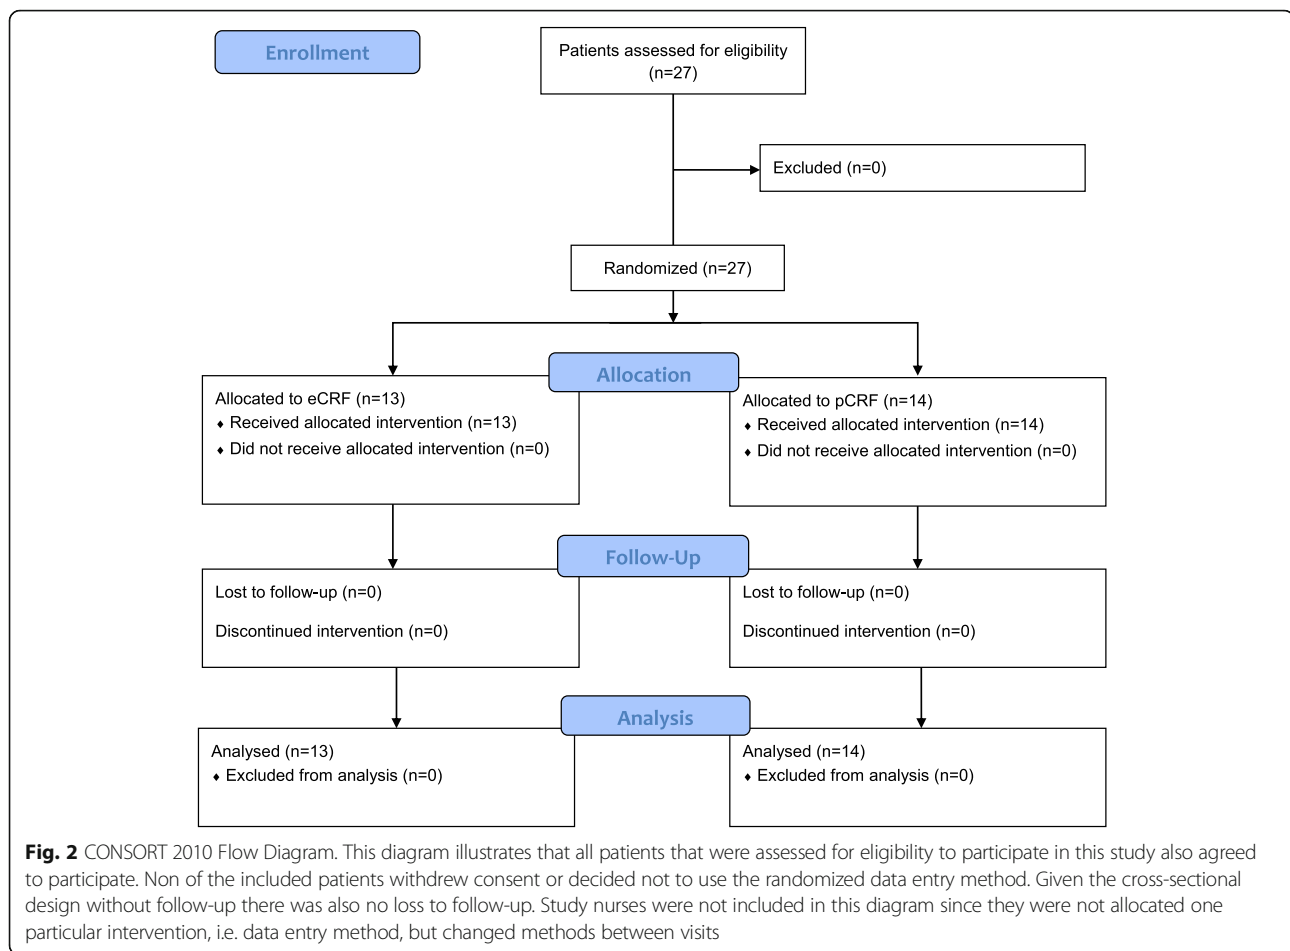 Enrollment
Patients assessed for eligibility
(n=27)
Excluded (n=0)
Randomized (n=27)
Allocation
Allocated to eCRF (n=13)
♦ Received allocated intervention (n=13)
♦ Did not receive allocated intervention (n=0)
Allocated to pCRF (n=14)
♦ Received allocated intervention (n=14)
♦ Did not receive allocated intervention (n=0)
Follow-Up
Lost to follow-up (n=0)
Discontinued intervention (n=0)
Lost to follow-up (n=0)
Discontinued intervention (n=0)
Analysis
Analysed (n=13)
♦ Excluded from analysis (n=0)
Analysed (n=14)
♦ Excluded from analysis (n=0)
Fig. 2 CONSORT 2010 Flow Diagram. This diagram illustrates that all patients that were assessed for eligibility to participate in this study also agreed
to participate. Non of the included patients withdrew consent or decided not to use the randomized data entry method. Given the cross-sectional
design without follow-up there was also no loss to follow-up. Study nurses were not included in this diagram since they were not allocated one
particular intervention, i.e. data entry method, but changed methods between visits